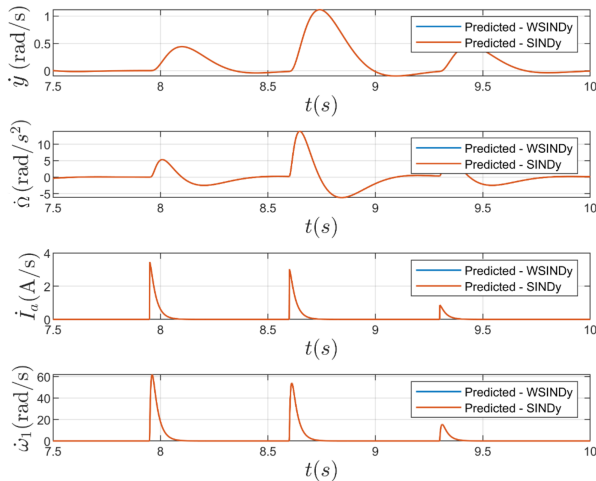 ẏ (rad/s)
1
0.5
0
Predicted - WSINDy
Predicted - SINDy
7.5 8 8.5 9 9.5 10
t(s)
Ω̇ (rad/s²)
10
5
0
-5
Predicted - WSINDy
Predicted - SINDy
7.5 8 8.5 9 9.5 10
t(s)
İₐ(A/s)
4
2
0
Predicted - WSINDy
Predicted - SINDy
7.5 8 8.5 9 9.5 10
t(s)
ω̇₁(rad/s)
60
40
20
0
Predicted - WSINDy
Predicted - SINDy
7.5 8 8.5 9 9.5 10
t(s)